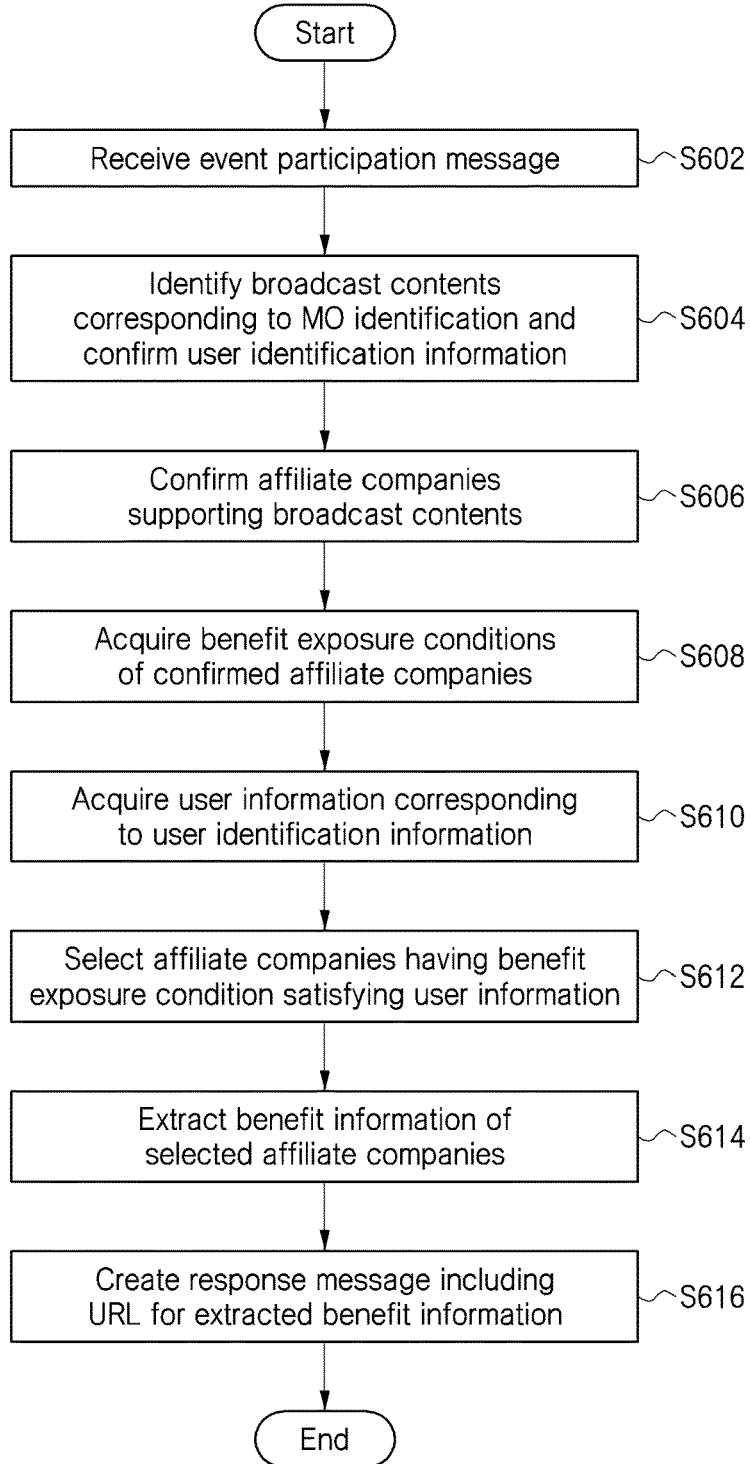 Start
Receive event participation message
S602
Identify broadcast contents
corresponding to MO identification and
confirm user identification information
S604
Confirm affiliate companies
supporting broadcast contents
S606
Acquire benefit exposure conditions
of confirmed affiliate companies
S608
Acquire user information corresponding
to user identification information
S610
Select affiliate companies having benefit
exposure condition satisfying user information
S612
Extract benefit information of
selected affiliate companies
S614
Create response message including
URL for extracted benefit information
S616
End